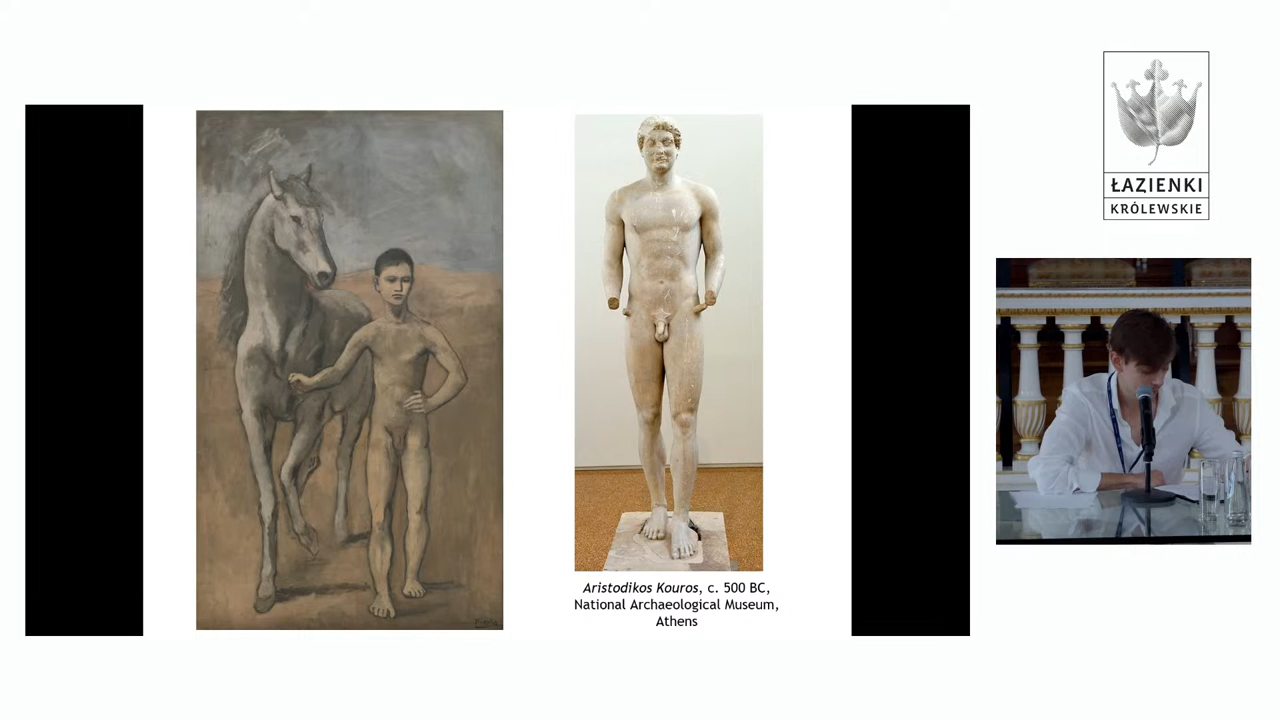 ŁAZIENKI
KRÓLEWSKIE
Aristodikos Kouros, c. 500 BC,
National Archaeological Museum,
Athens